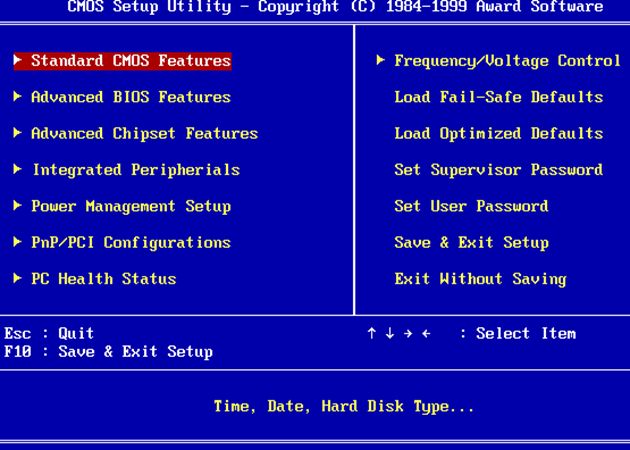 CMOS Setup Utility - Copyright (C) 1984-1999 Award Software
Standard CMOS Features
Advanced BIOS Features
Advanced Chipset Features
Integrated Peripherials
Power Management Setup
PnP/PCI Configurations
PC Health Status
Frequency/Voltage Control
Load Fail-Safe Defaults
Load Optimized Defaults
Set Supervisor Password
Set User Password
Save & Exit Setup
Exit Without Saving
Esc : Quit
F10 : Save & Exit Setup
↑ ↓ → ← : Select Item
Time, Date, Hard Disk Type...